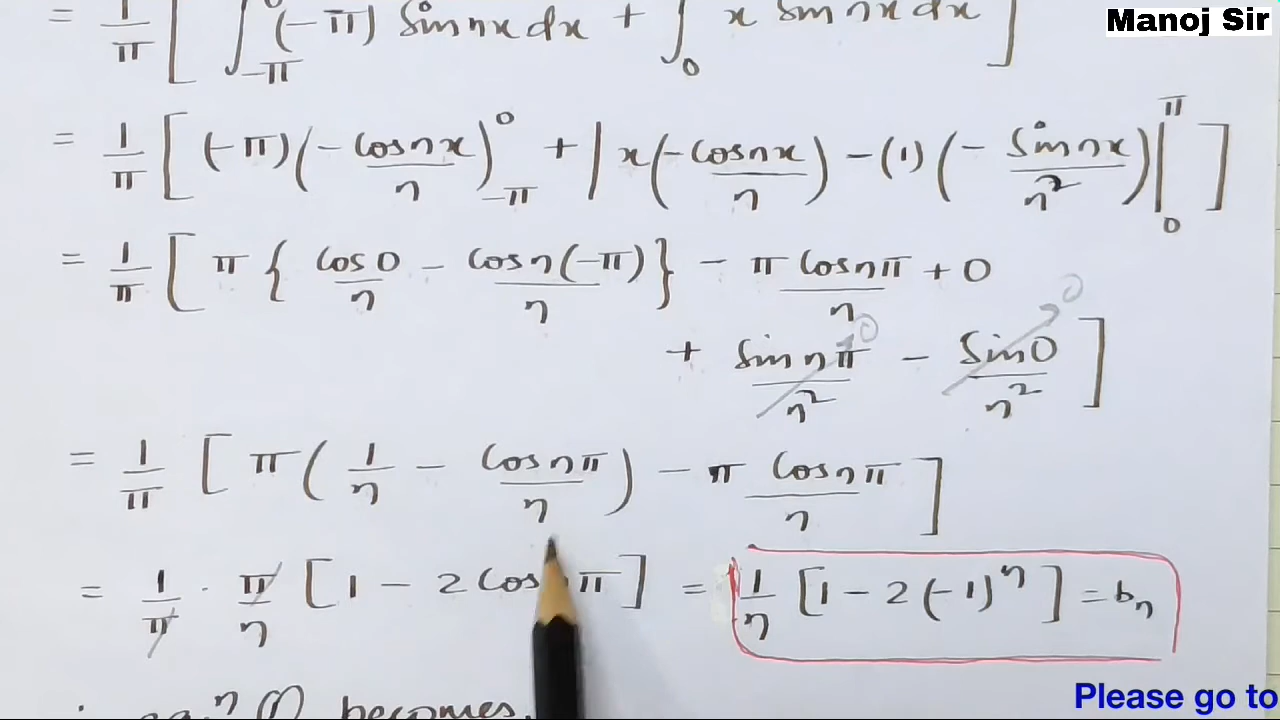 Manoj Sir
= 1/π [ ∫_{-π}^{0} (-π) sin nx dx + ∫_0 x sin nx dx ]
= 1/π [ (-π) ( - cos nx / n )_{-π}^{0} + | x ( - cos nx / n ) - (1) ( - sin nx / n² ) |_0^π ]
= 1/π [ π { cos 0 / n - cos n(-π) / n } - π cos nπ / n + 0
+ sin nπ / n² 0 - sin 0 / n² 0 ]
= 1/π [ π ( 1/n - cos nπ / n ) - π cos nπ / n ]
= 1/π · π/n [ 1 - 2 cos π ] = 1/n [ 1 - 2 (-1)^n ] = b_n
becomes,
Please go to